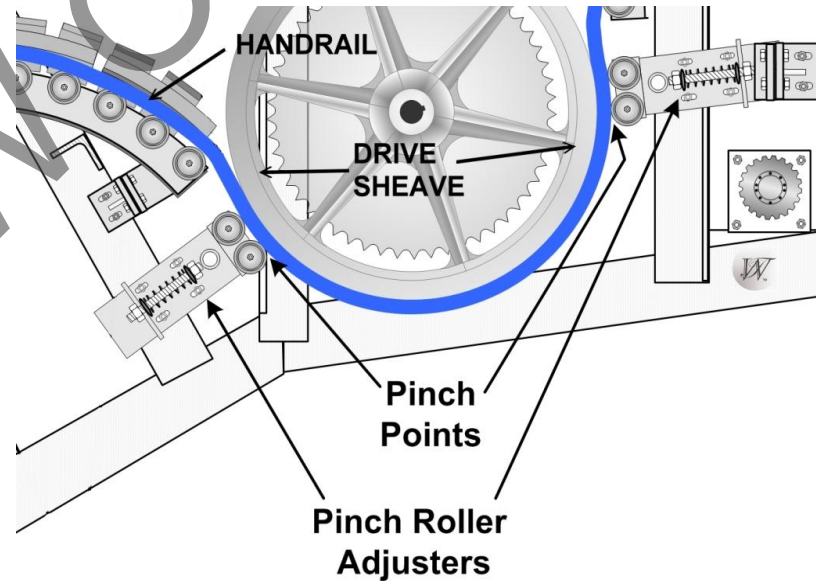 HANDRAIL
DRIVE
SHEAVE
Pinch
Points
Pinch Roller
Adjusters